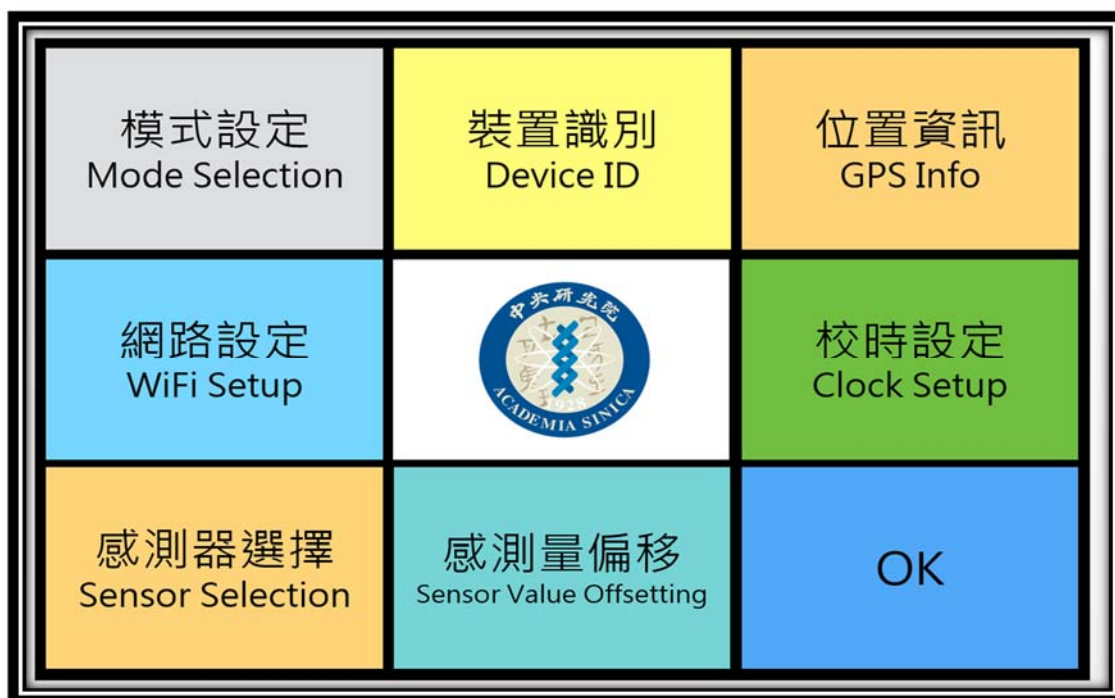 模式設定
Mode Selection
裝置識別
Device ID
位置資訊
GPS Info
網路設定
WiFi Setup
中央研究院
1928
ACADEMIA SINICA
校時設定
Clock Setup
感測器選擇
Sensor Selection
感測量偏移
Sensor Value Offsetting
OK